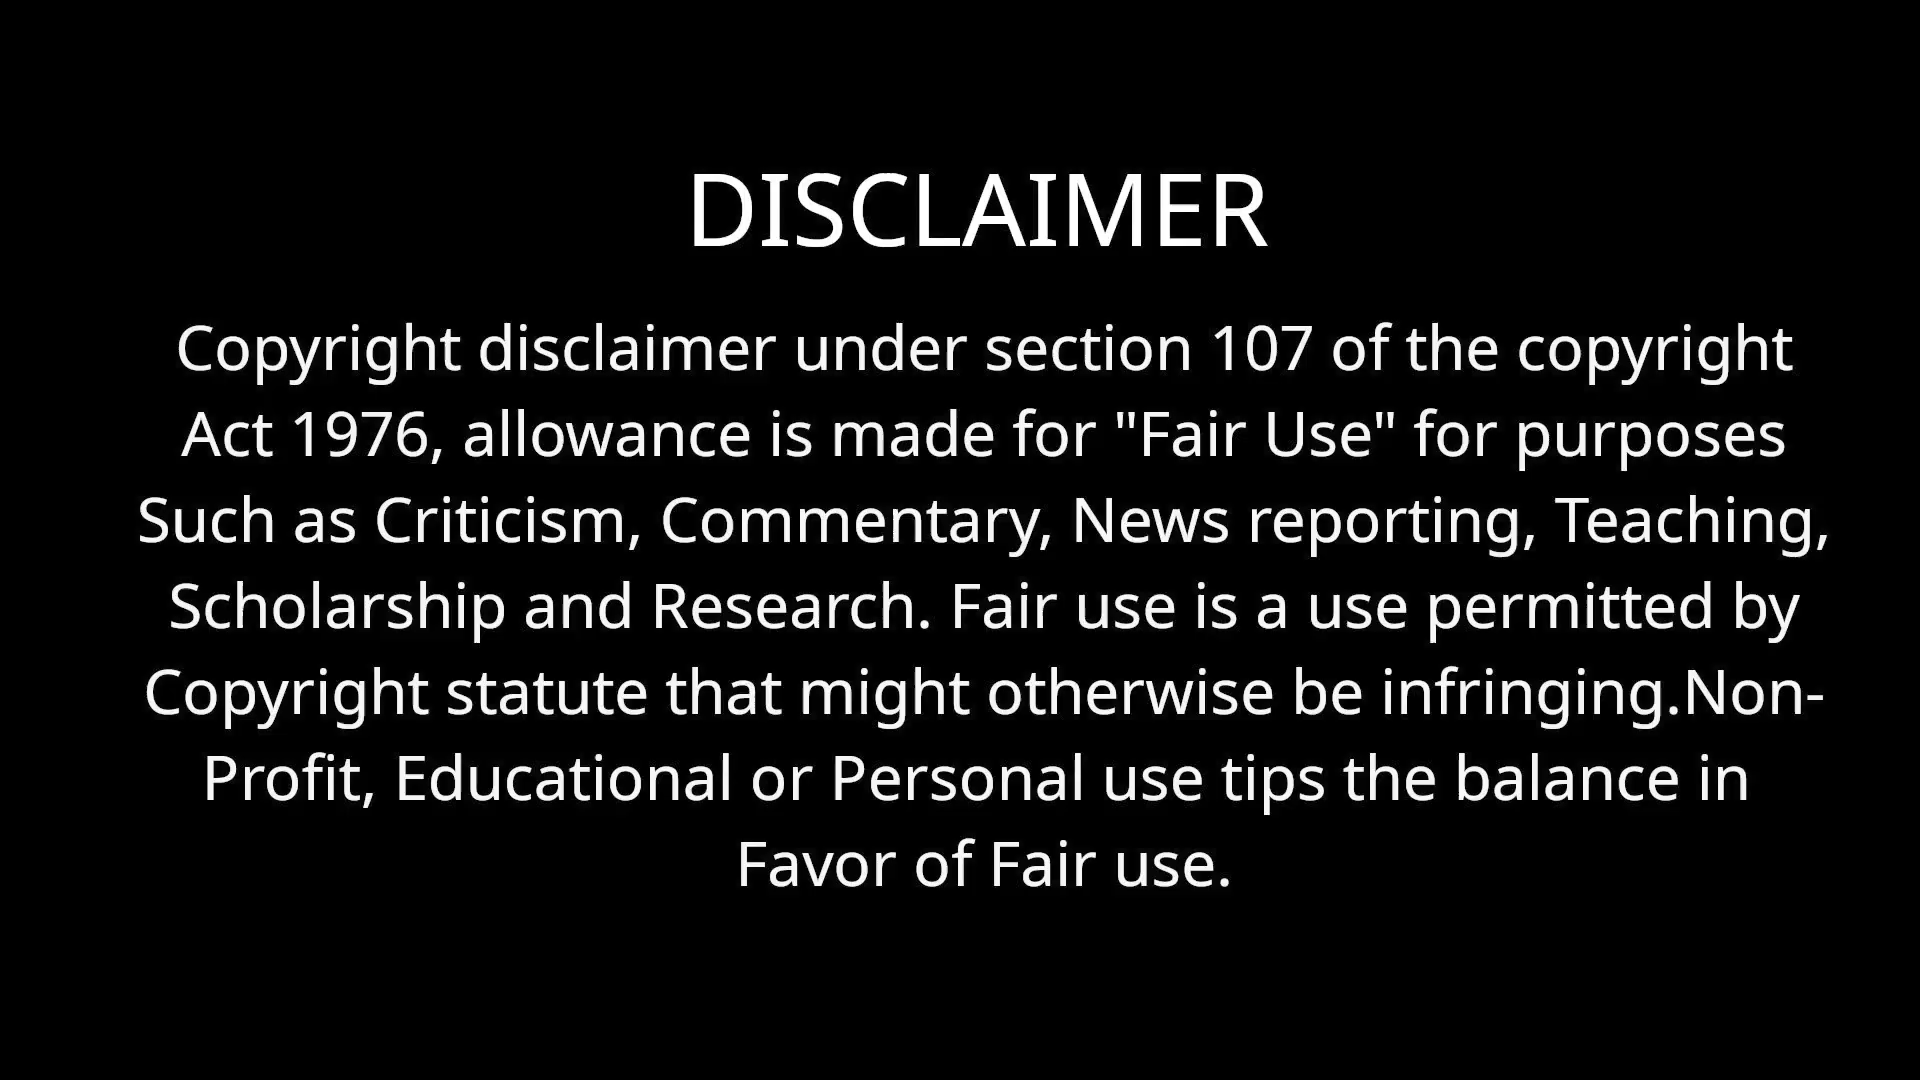 DISCLAIMER
Copyright disclaimer under section 107 of the copyright
Act 1976, allowance is made for "Fair Use" for purposes
Such as Criticism, Commentary, News reporting, Teaching,
Scholarship and Research. Fair use is a use permitted by
Copyright statute that might otherwise be infringing.Non-
Profit, Educational or Personal use tips the balance in
Favor of Fair use.